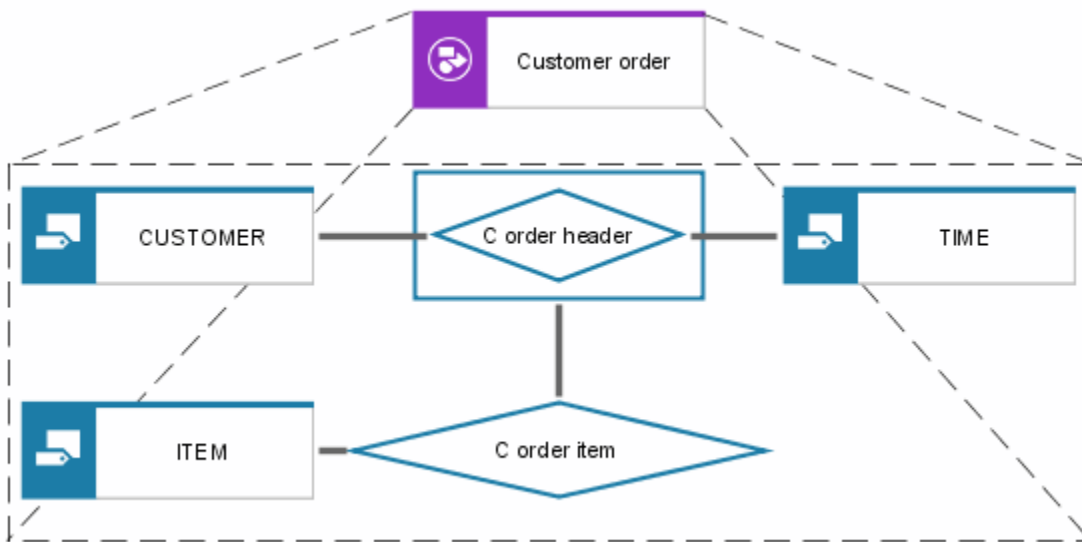 Customer order
CUSTOMER
C order header
TIME
ITEM
C order item